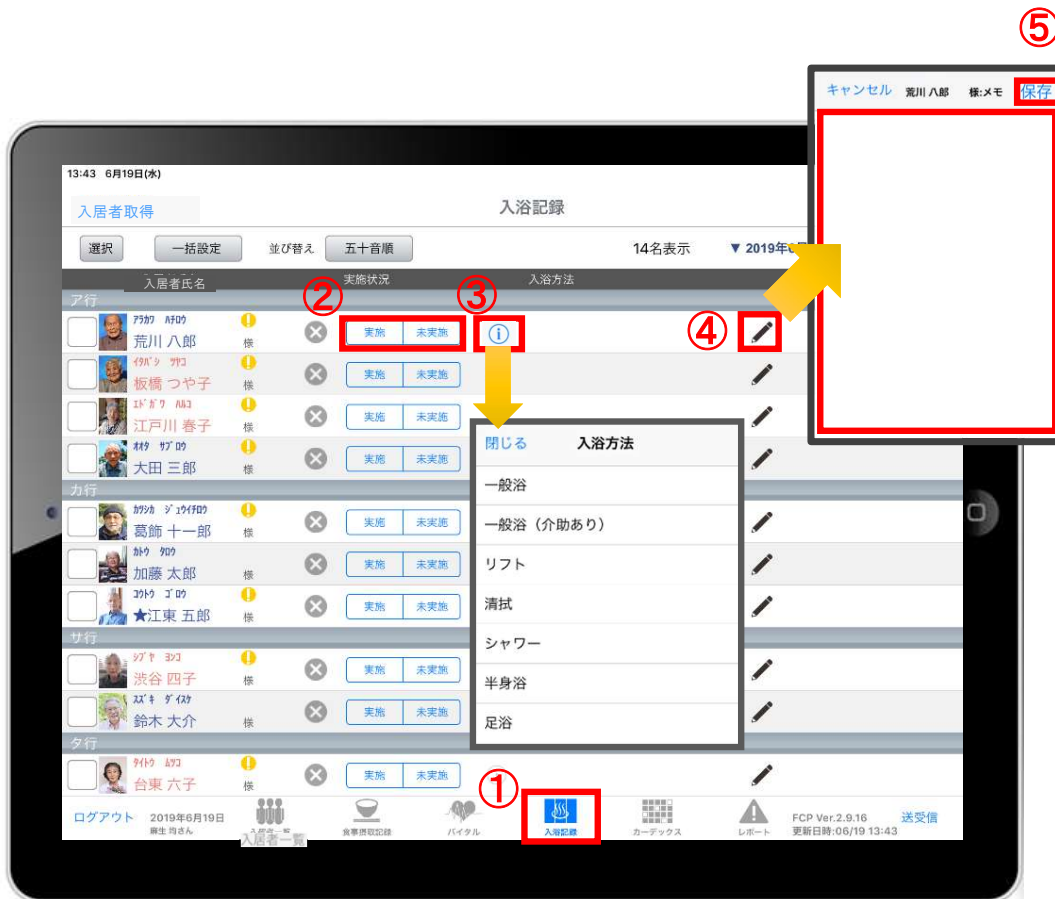 ⑤
キャンセル 荒川 八郎 様:メモ 保存
13:43 6月19日(水)
入居者取得 入浴記録
選択 一括設定 並び替え 五十音順 14名表示 ▼ 2019年6月
入居者氏名 実施状況 入浴方法
ア行
② ③ ④
アラカワ ハチロウ
荒川 八郎 様 実施 未実施
イタバシ ツヤコ
板橋 つや子 様 実施 未実施
エドガワ ハルコ
江戸川 春子 様 実施 未実施
オオタ サブロウ
大田 三郎 様 実施 未実施
カ行
カツシカ ジュウイチロウ
葛飾 十一郎 様 実施 未実施
カトウ タロウ
加藤 太郎 様 実施 未実施
コウトウ ゴロウ
★江東 五郎 様 実施 未実施
サ行
シブヤ ヨツコ
渋谷 四子 様 実施 未実施
スズキ ダイスケ
鈴木 大介 様 実施 未実施
タ行
タイトウ ムツコ
台東 六子 様 実施 未実施
閉じる 入浴方法
一般浴
一般浴（介助あり）
リフト
清拭
シャワー
半身浴
足浴
①
ログアウト 2019年6月19日
麻生 均さん
入居者一覧 食事摂取記録 バイタル 入浴記録 カーデックス レポート
FCP Ver.2.9.16 送受信
更新日時:06/19 13:43